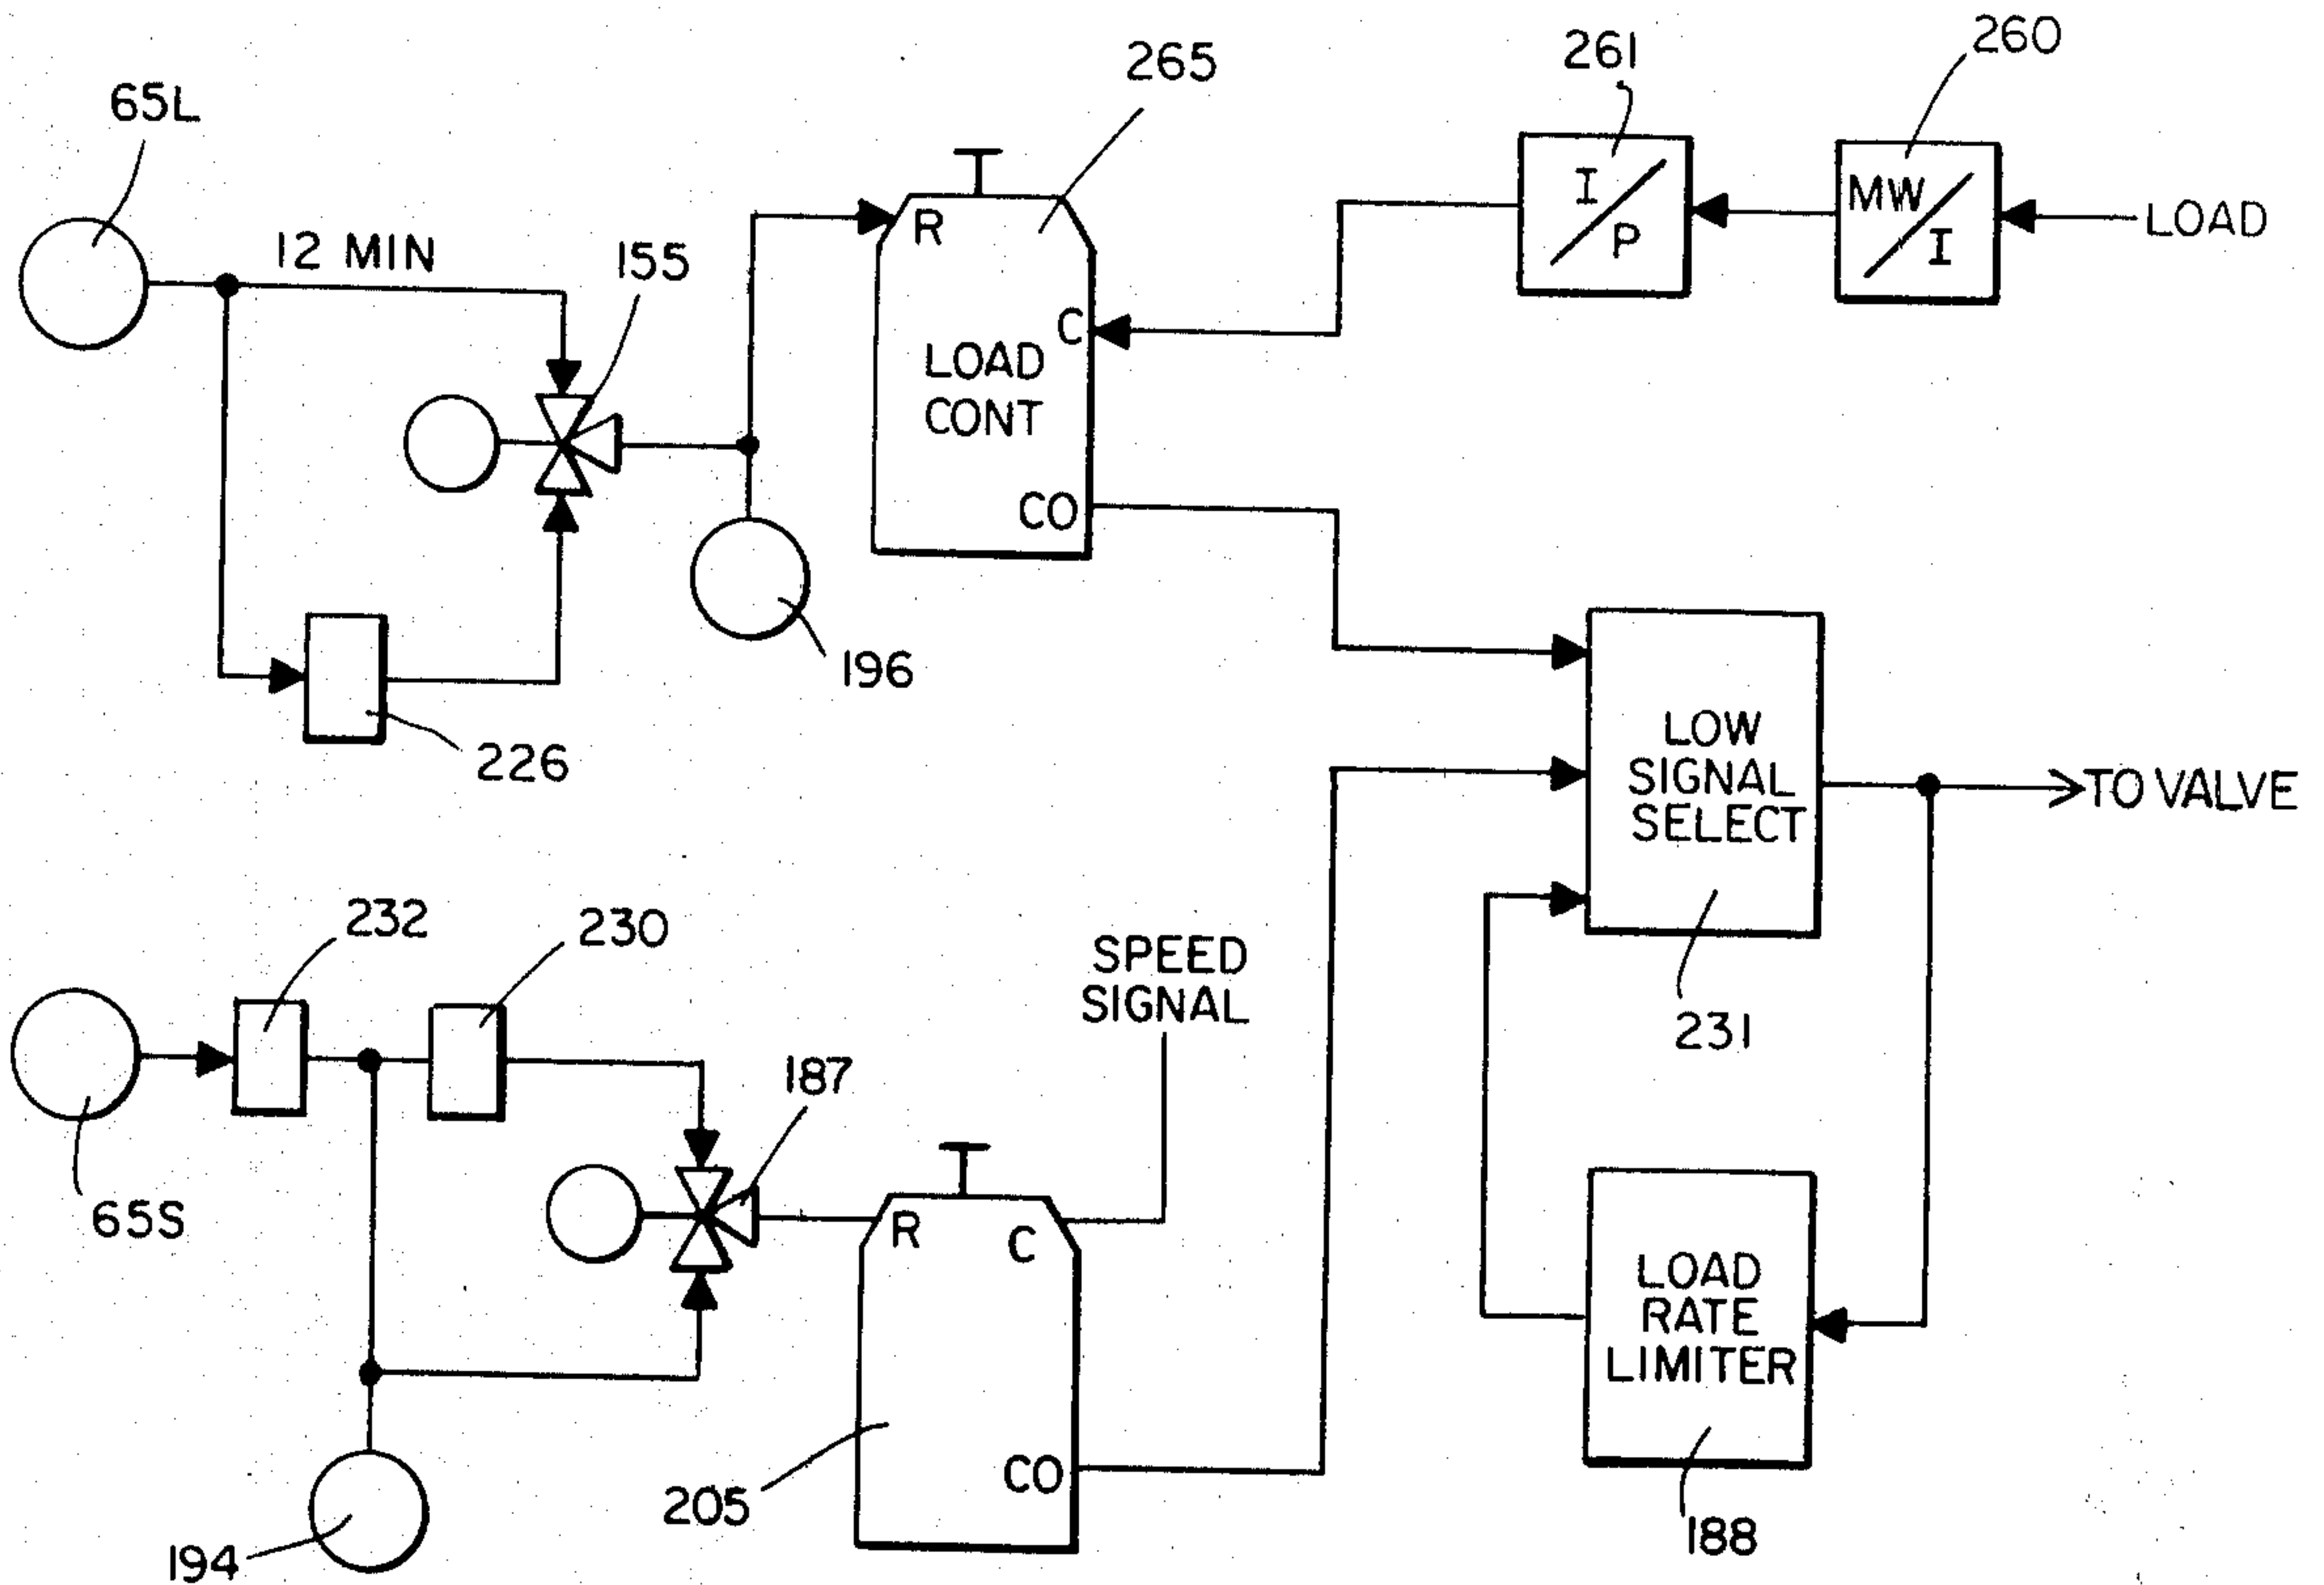 65L
12 MIN
155
265
261
260
R
I
P
MW
I
LOAD
C
LOAD
CONT
CO
196
226
LOW
SIGNAL
SELECT
TO VALVE
231
232
230
SPEED
SIGNAL
187
65S
R
C
CO
205
194
LOAD
RATE
LIMITER
188